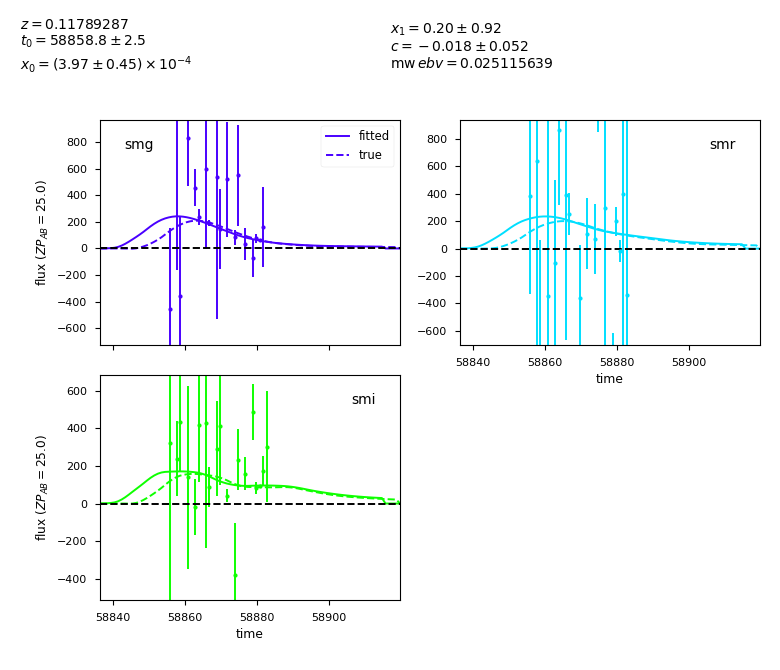 z = 0.11789287
t₀ = 58858.8 ± 2.5
x₀ = (3.97 ± 0.45) × 10⁻⁴
x₁ = 0.20 ± 0.92
c = −0.018 ± 0.052
mw ebv = 0.025115639
smg
fitted
true
800
600
400
200
0
−200
−400
−600
flux (ZP_AB = 25.0)
smr
800
600
400
200
0
−200
−400
−600
58840 58860 58880 58900
time
smi
600
400
200
0
−200
−400
flux (ZP_AB = 25.0)
58840 58860 58880 58900
time